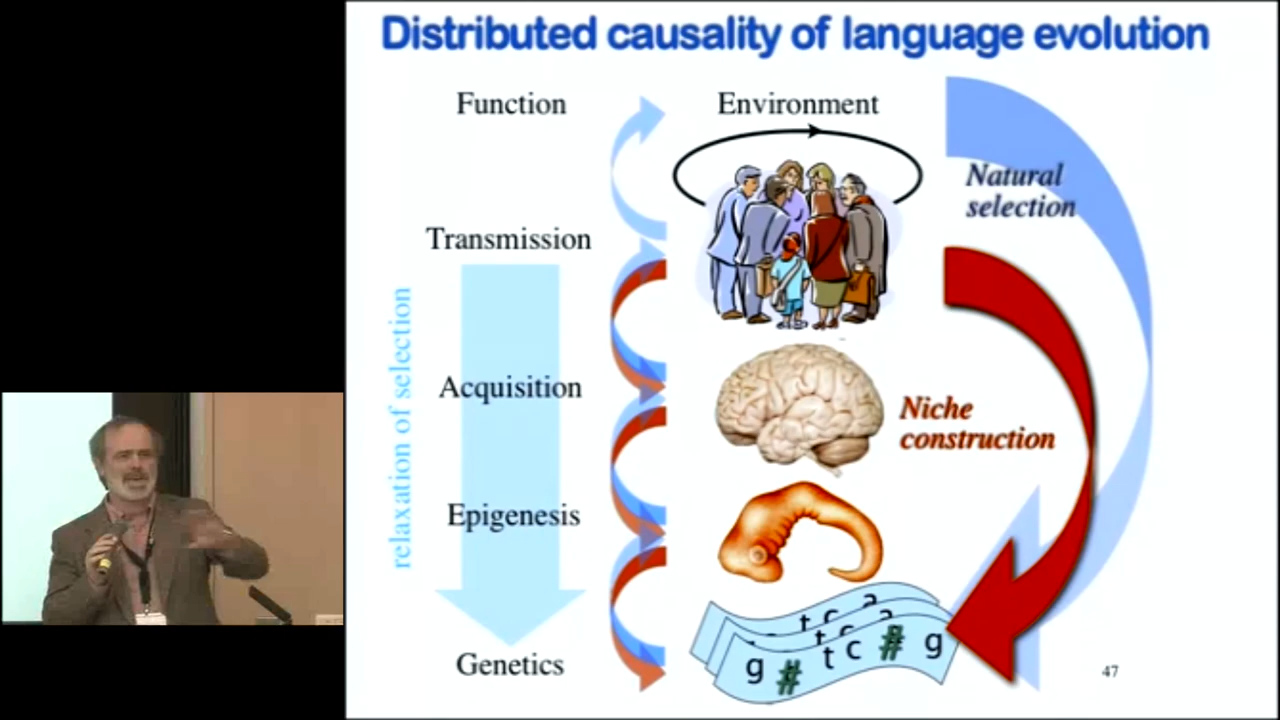 Distributed causality of language evolution
Function
Environment
Natural
selection
Transmission
relaxation of selection
Acquisition
Niche
construction
Epigenesis
t c a
t c a
g # t c # g
Genetics
47